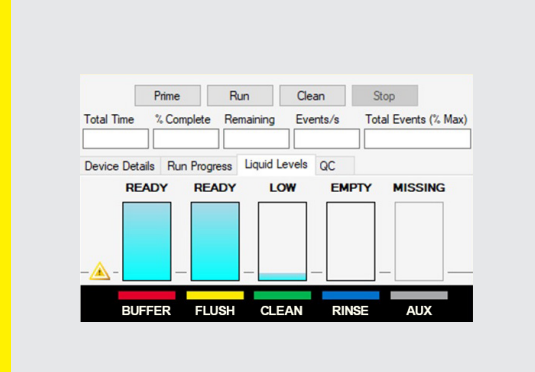 Prime Run Clean Stop
Total Time % Complete Remaining Events/s Total Events (% Max)
Device Details Run Progress Liquid Levels QC
READY READY LOW EMPTY MISSING
BUFFER FLUSH CLEAN RINSE AUX